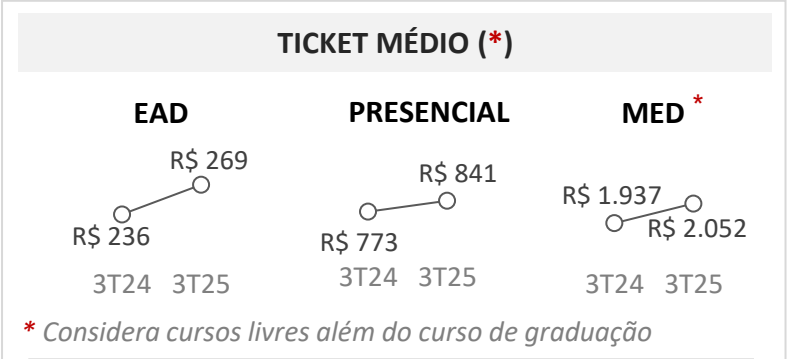 TICKET MÉDIO (*)
EAD PRESENCIAL MED *
R$ 269
R$ 236
3T24 3T25
R$ 841
R$ 773
3T24 3T25
R$ 1.937
R$ 2.052
3T24 3T25
* Considera cursos livres além do curso de graduação